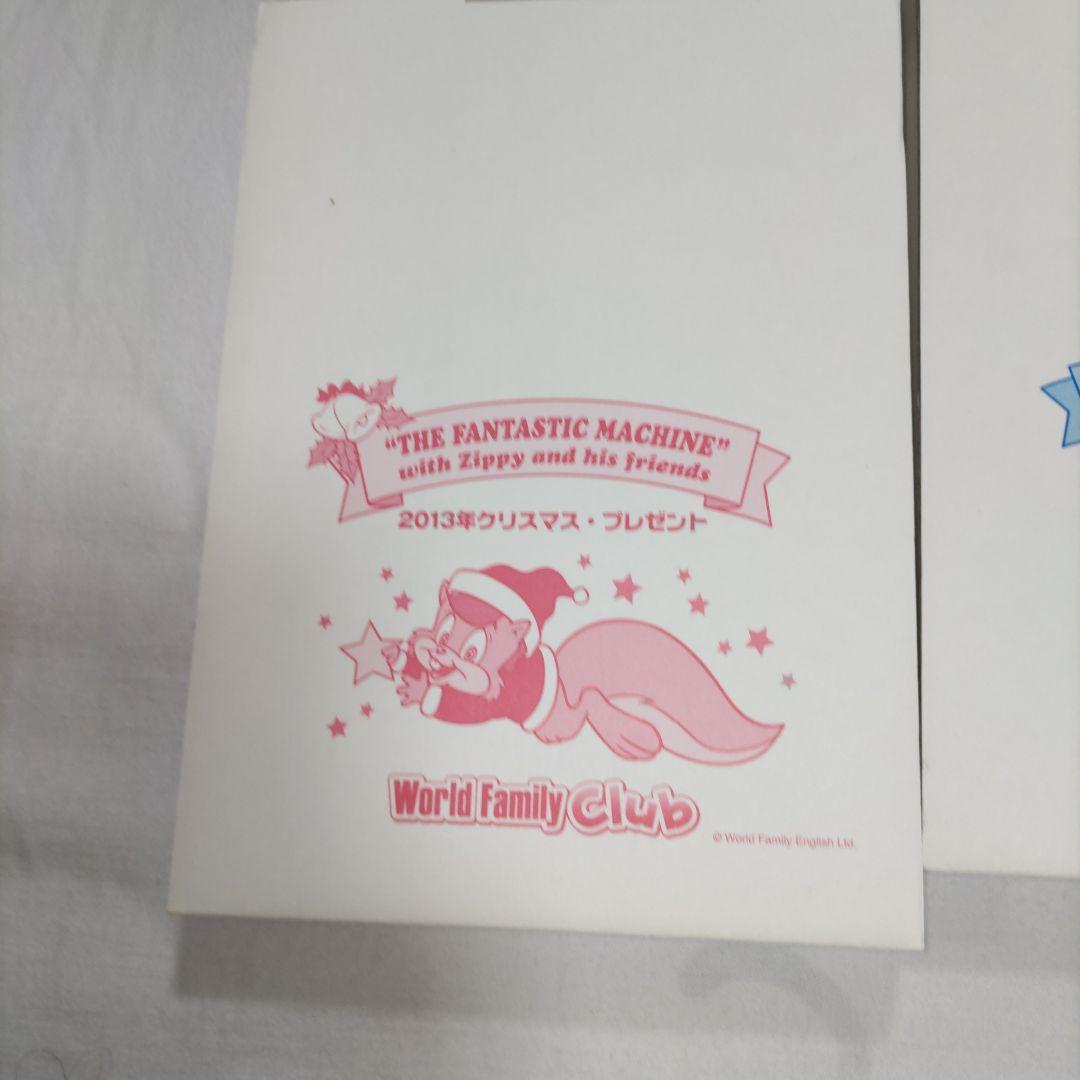 "THE FANTASTIC MACHINE"
with Zippy and his friends
2013年クリスマス・プレゼント
World Family Club
© World Family English Ltd.